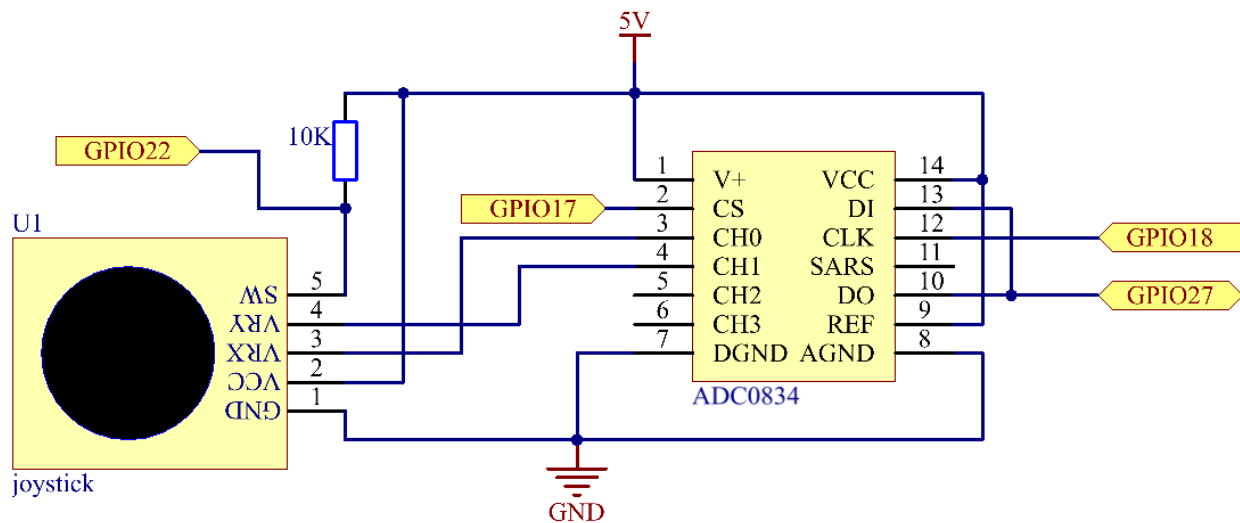 5V
10K
GPIO22
U1
SW 5
VRY 4
VRX 3
VCC 2
GND 1
joystick
GPIO17
1 V+ VCC 14
2 CS DI 13
3 CH0 CLK 12
4 CH1 SARS 11
5 CH2 DO 10
6 CH3 REF 9
7 DGND AGND 8
ADC0834
GPIO18
GPIO27
GND